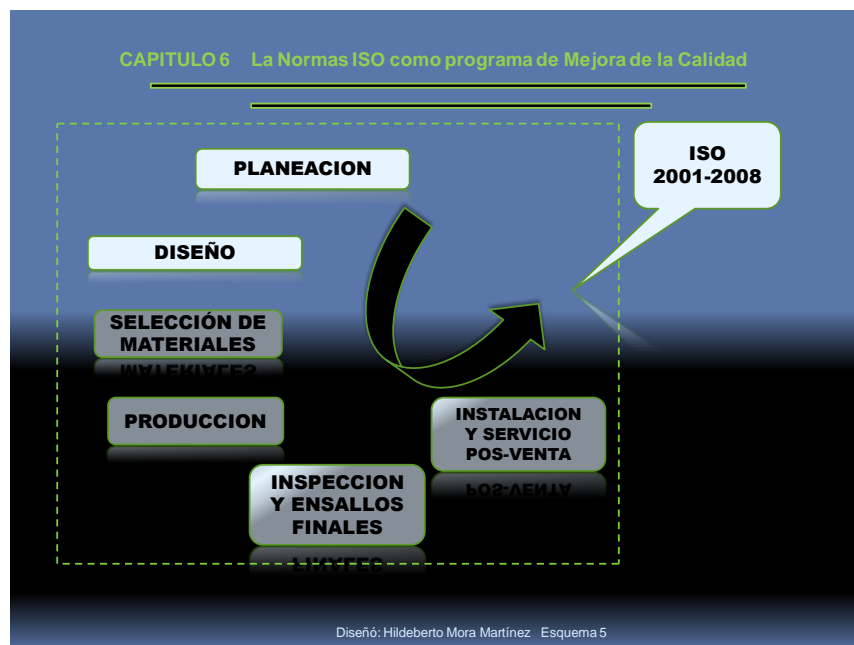 CAPITULO 6 La Normas ISO como programa de Mejora de la Calidad
ISO
2001-2008
PLANEACION
DISEÑO
SELECCIÓN DE
MATERIALES
PRODUCCION
INSTALACION
Y SERVICIO
POS-VENTA
INSPECCION
Y ENSALLOS
FINALES
Diseñó: Hildeberto Mora Martínez Esquema 5